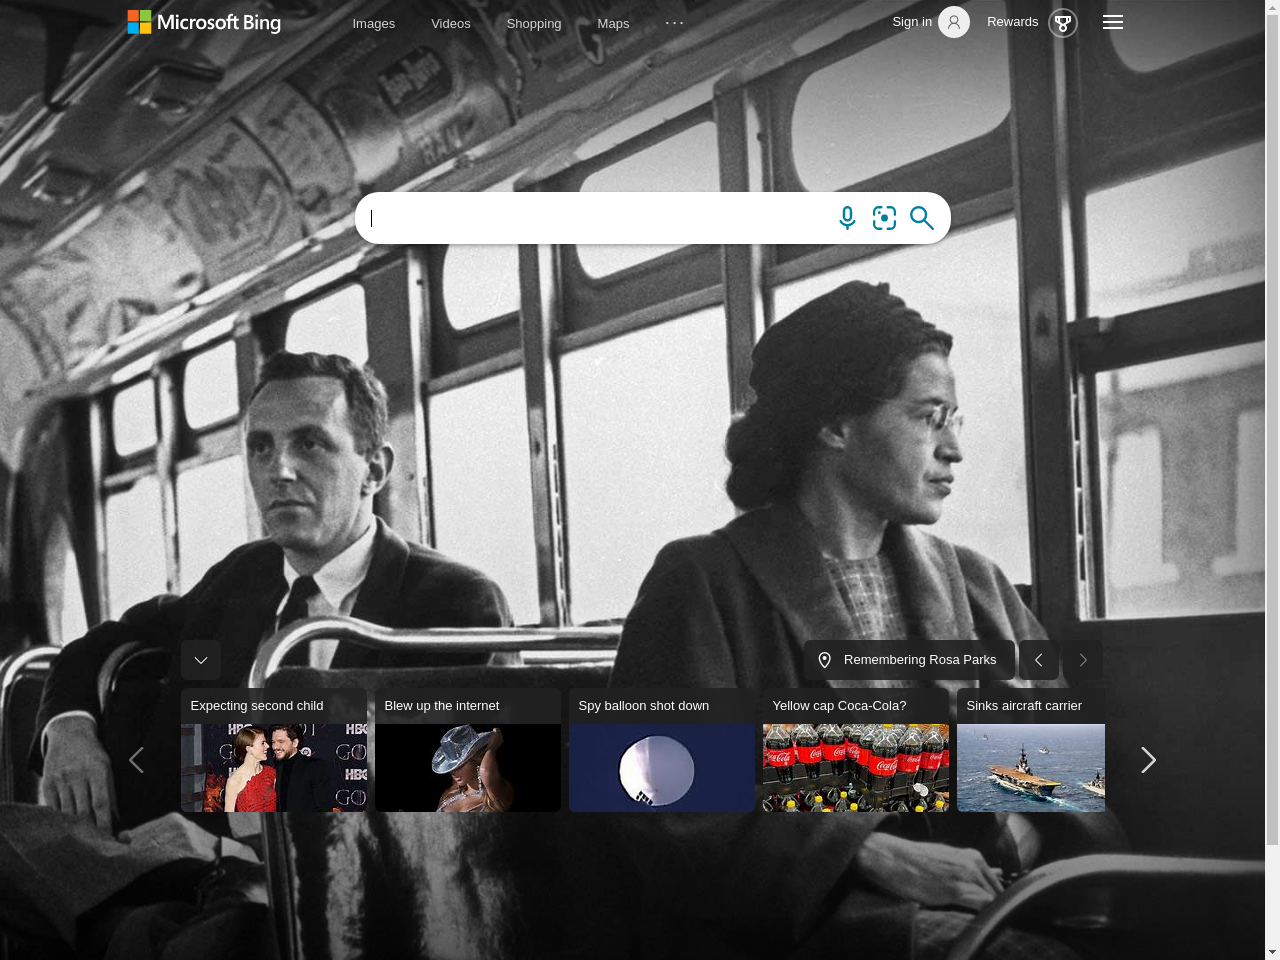 Microsoft Bing
Images
Videos
Shopping
Maps
Sign in
Rewards
Remembering Rosa Parks
Expecting second child
Blew up the internet
Spy balloon shot down
Yellow cap Coca-Cola?
Sinks aircraft carrier